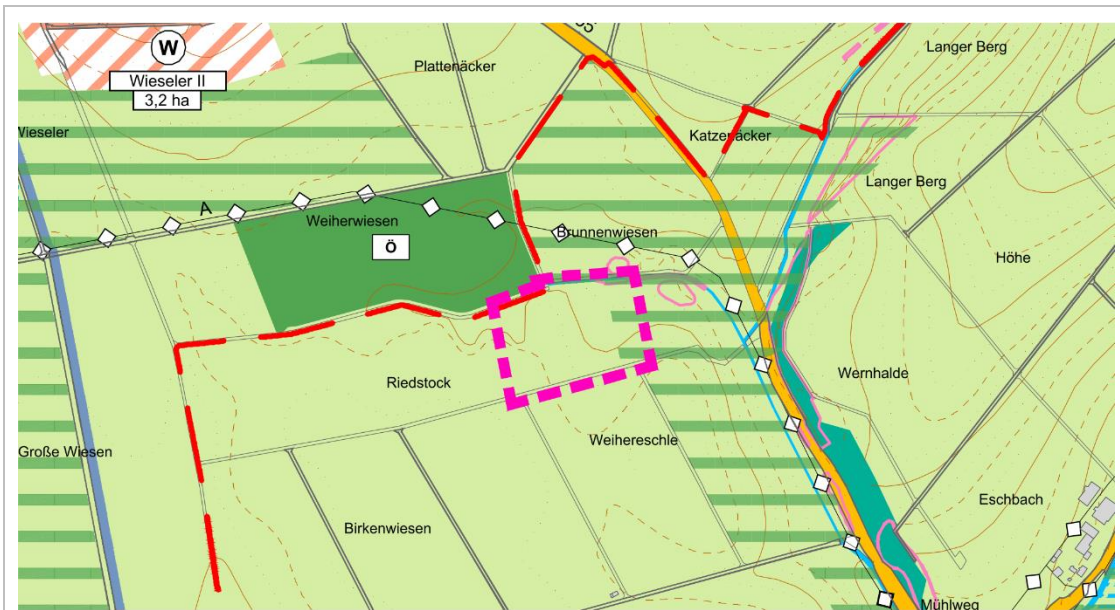 Langer Berg
W
Plattenäcker
Wieseler II
3,2 ha
Wieseler
Katzenäcker
Langer Berg
A
Weiherwiesen
Brunnenwiesen
Ö
Höhe
Riedstock
Wernhalde
Weihereschle
Große Wiesen
Eschbach
Birkenwiesen
Mühlweg